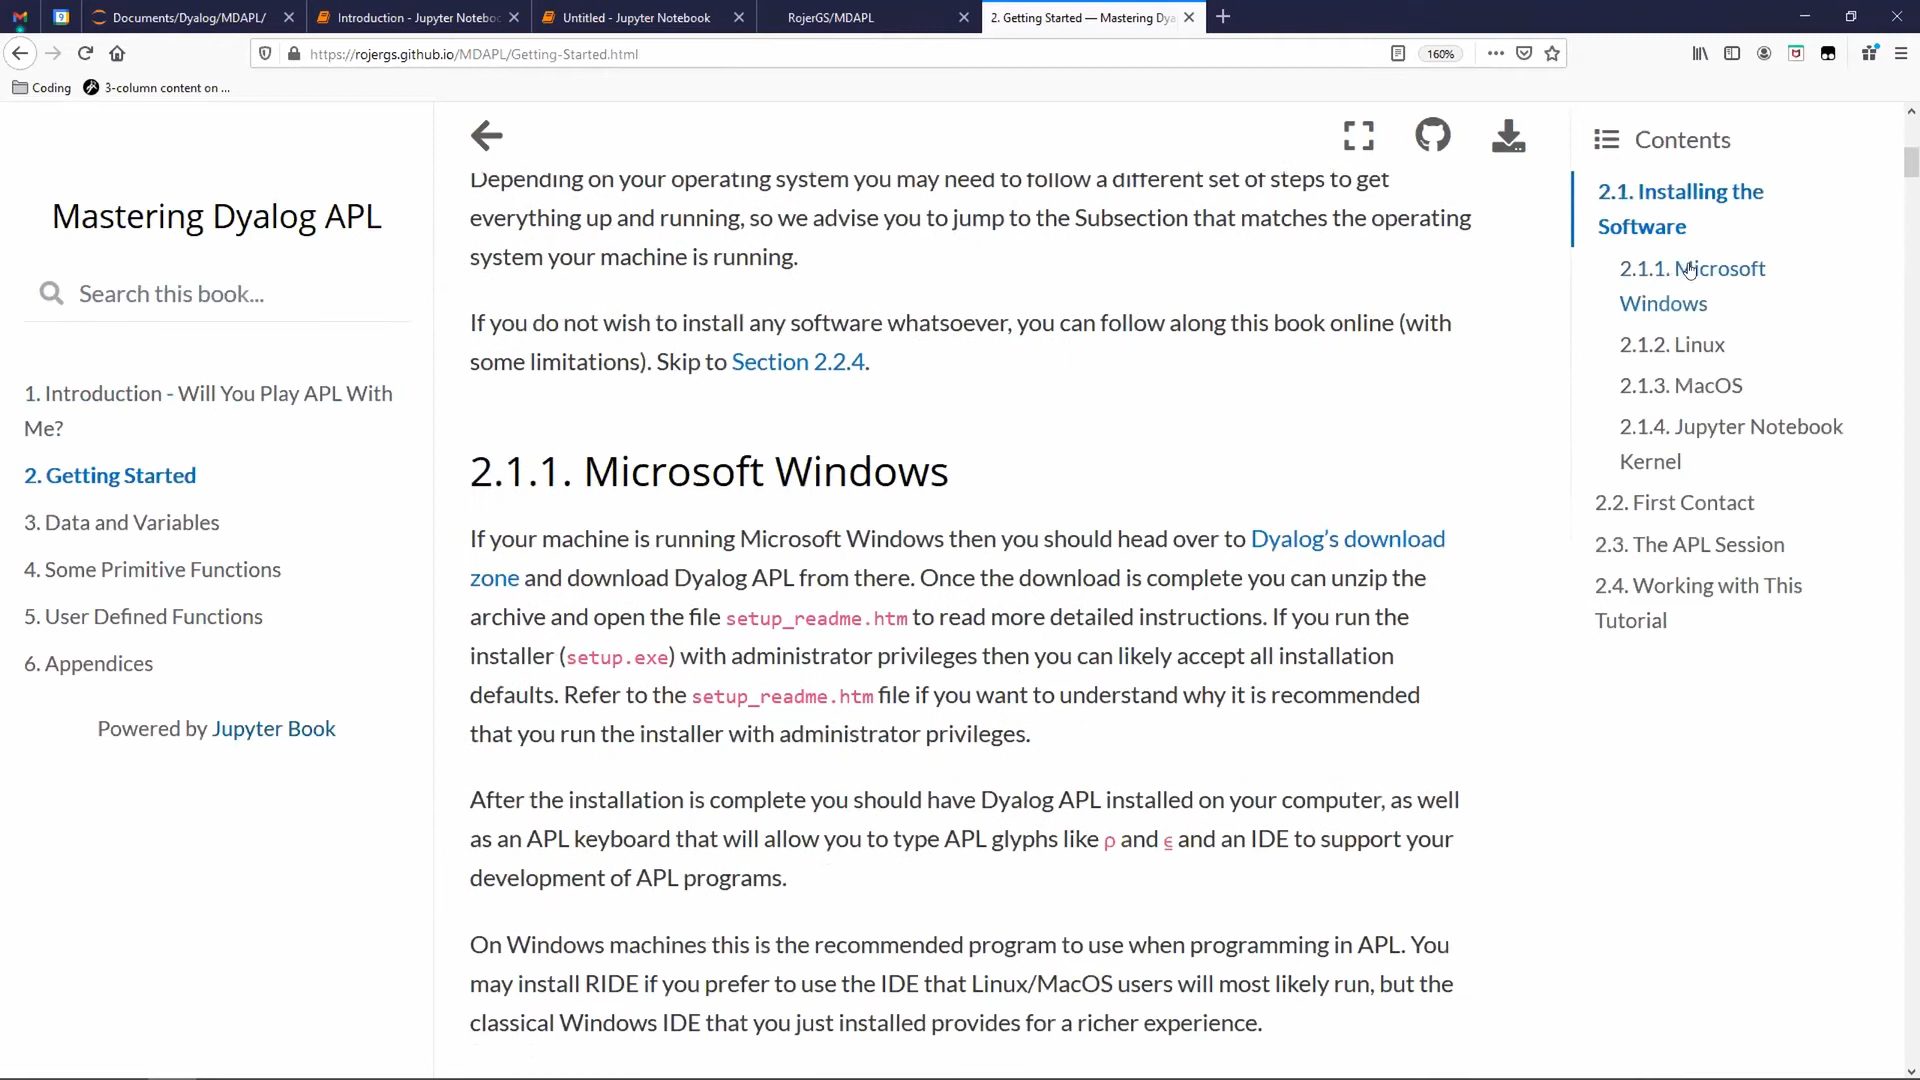 Documents/Dyalog/MDAPL/
Introduction - Jupyter Noteboo
Untitled - Jupyter Notebook
RojerGS/MDAPL
2. Getting Started — Mastering Dya
https://rojergs.github.io/MDAPL/Getting-Started.html
160%
Coding
3-column content on ...
Mastering Dyalog APL
Search this book...
1. Introduction - Will You Play APL With
Me?
2. Getting Started
3. Data and Variables
4. Some Primitive Functions
5. User Defined Functions
6. Appendices
Powered by Jupyter Book
Depending on your operating system you may need to follow a different set of steps to get
everything up and running, so we advise you to jump to the Subsection that matches the operating
system your machine is running.
If you do not wish to install any software whatsoever, you can follow along this book online (with
some limitations). Skip to Section 2.2.4.
2.1.1. Microsoft Windows
If your machine is running Microsoft Windows then you should head over to Dyalog’s download
zone and download Dyalog APL from there. Once the download is complete you can unzip the
archive and open the file setup_readme.htm to read more detailed instructions. If you run the
installer (setup.exe) with administrator privileges then you can likely accept all installation
defaults. Refer to the setup_readme.htm file if you want to understand why it is recommended
that you run the installer with administrator privileges.
After the installation is complete you should have Dyalog APL installed on your computer, as well
as an APL keyboard that will allow you to type APL glyphs like ⍴ and ⍷ and an IDE to support your
development of APL programs.
On Windows machines this is the recommended program to use when programming in APL. You
may install RIDE if you prefer to use the IDE that Linux/MacOS users will most likely run, but the
classical Windows IDE that you just installed provides for a richer experience.
Contents
2.1. Installing the
Software
2.1.1. Microsoft
Windows
2.1.2. Linux
2.1.3. MacOS
2.1.4. Jupyter Notebook
Kernel
2.2. First Contact
2.3. The APL Session
2.4. Working with This
Tutorial